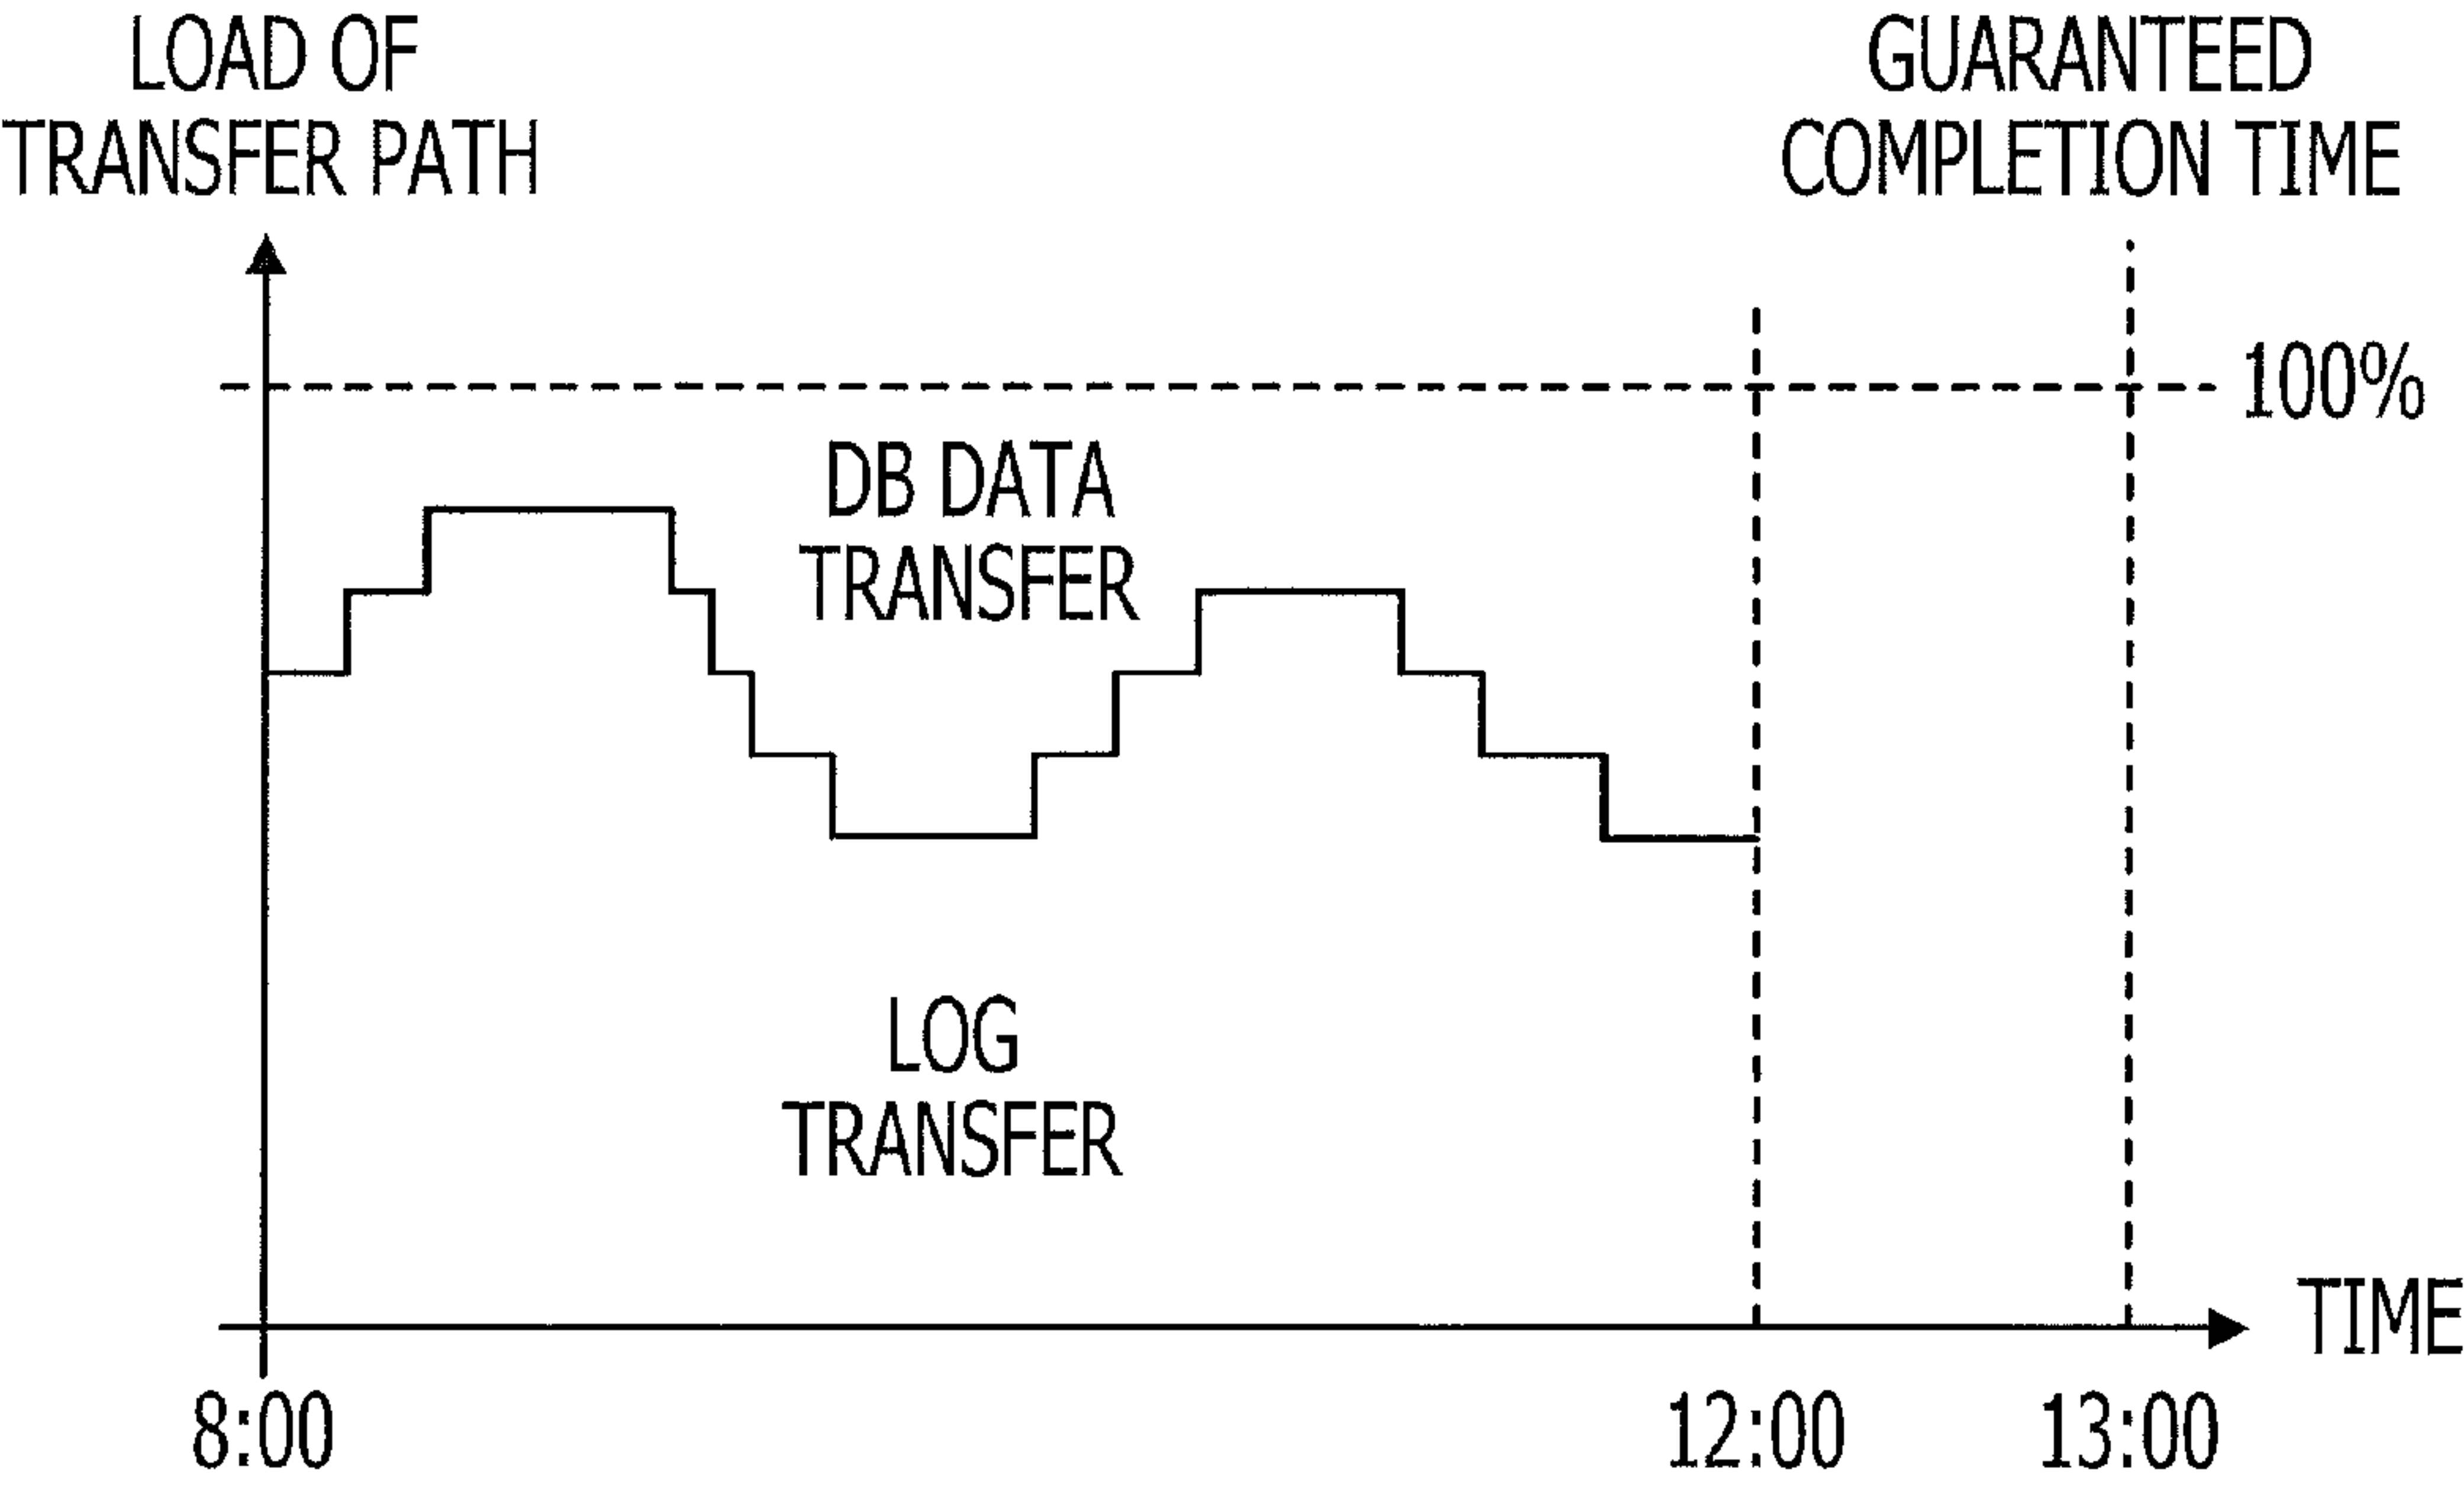 LOAD OF
TRANSFER PATH
GUARANTEED
COMPLETION TIME
100%
DB DATA
TRANSFER
LOG
TRANSFER
TIME
8:00
12:00
13:00